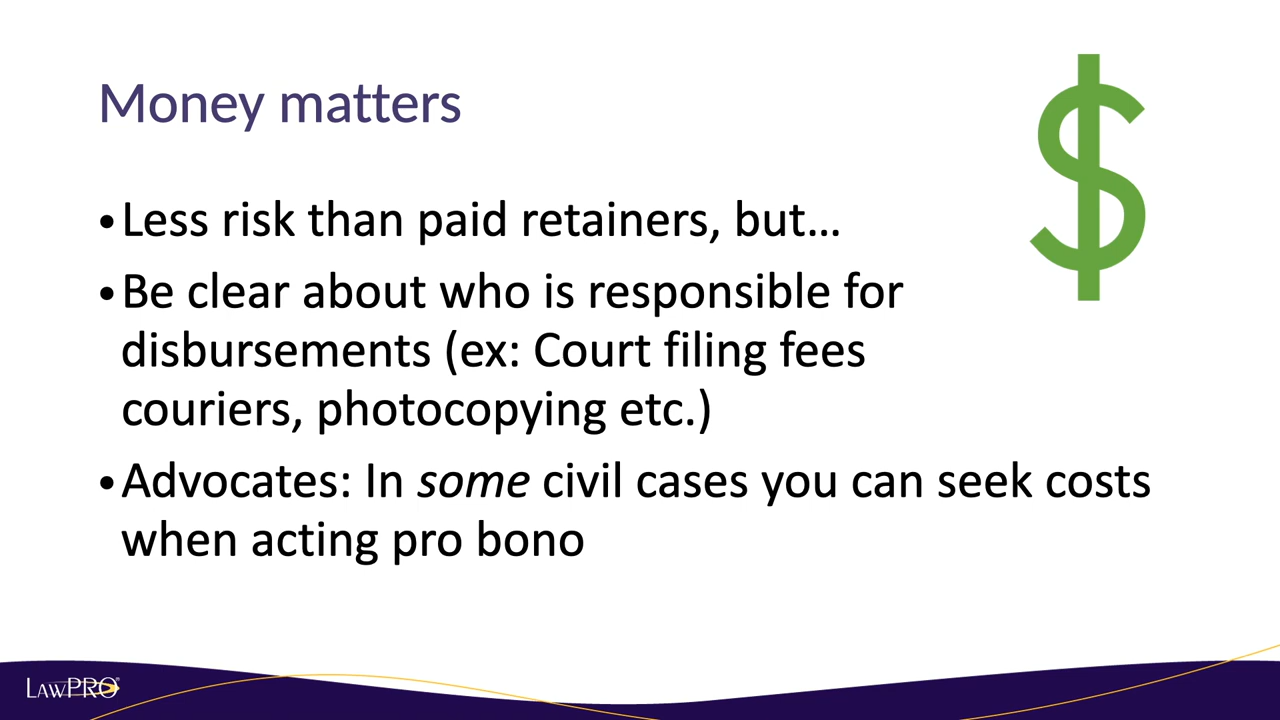 Money matters
$
•Less risk than paid retainers, but…
•Be clear about who is responsible for
disbursements (ex: Court filing fees
couriers, photocopying etc.)
•Advocates: In some civil cases you can seek costs
when acting pro bono
LAWPRO®